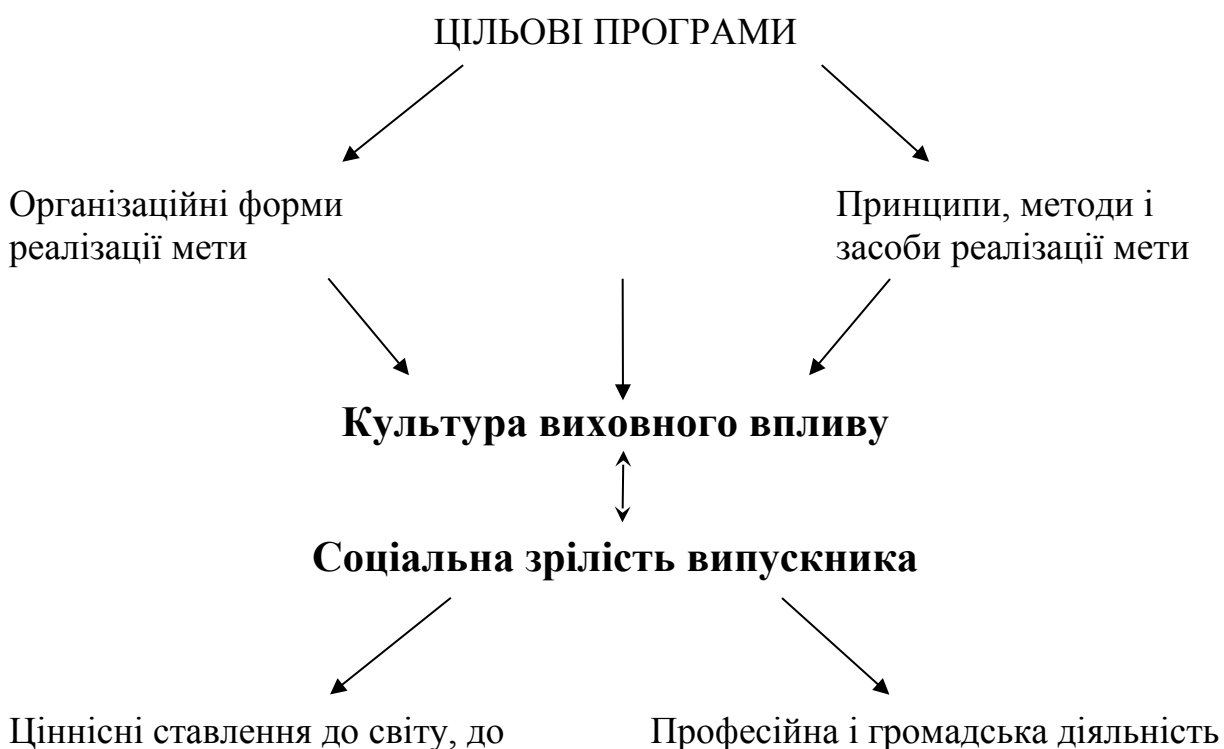 ЦІЛЬОВІ ПРОГРАМИ
Організаційні форми
реалізації мети
Принципи, методи і
засоби реалізації мети
Культура виховного впливу
Соціальна зрілість випускника
Ціннісні ставлення до світу, до
Професійна і громадська діяльність